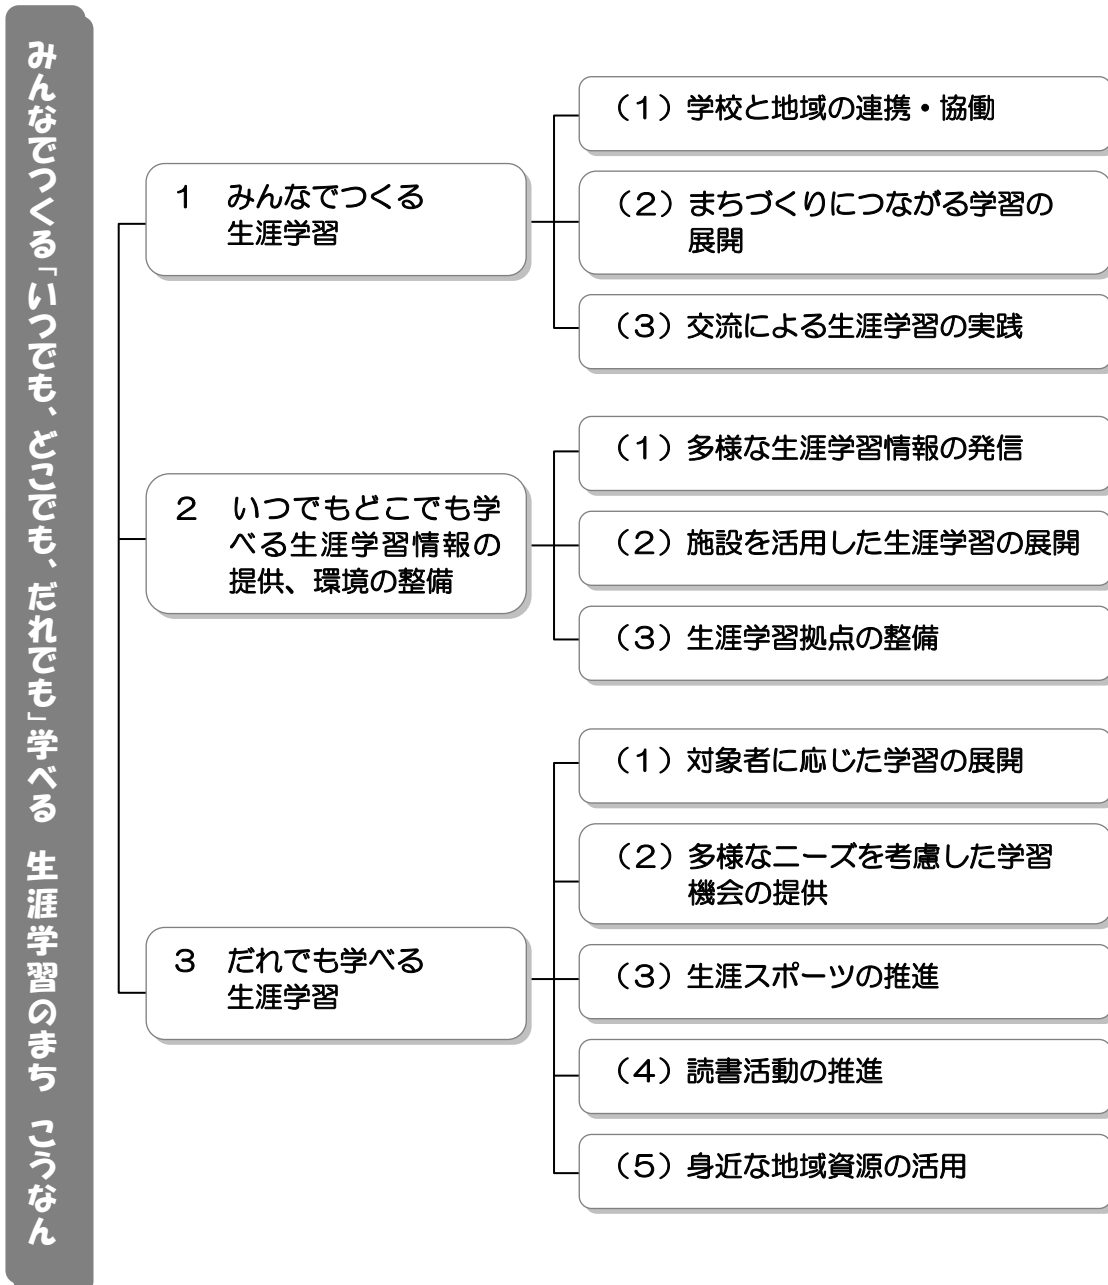 みんなでつくる「いつでも、どこでも、だれでも」学べる　生涯学習のまち　こうなん
１　みんなでつくる
生涯学習
（１）学校と地域の連携・協働
（２）まちづくりにつながる学習の
展開
（３）交流による生涯学習の実践
２　いつでもどこでも学
べる生涯学習情報の
提供、環境の整備
（１）多様な生涯学習情報の発信
（２）施設を活用した生涯学習の展開
（３）生涯学習拠点の整備
３　だれでも学べる
生涯学習
（１）対象者に応じた学習の展開
（２）多様なニーズを考慮した学習
機会の提供
（３）生涯スポーツの推進
（４）読書活動の推進
（５）身近な地域資源の活用